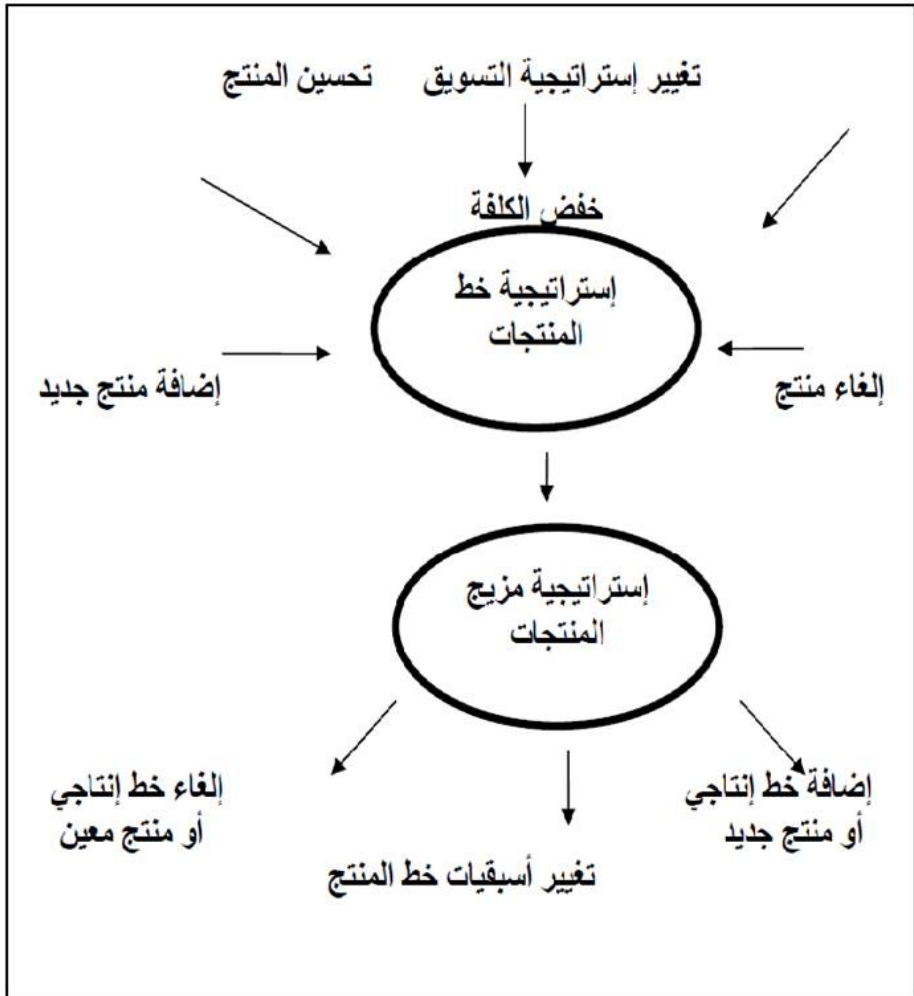 تغيير إستراتيجية التسويق تحسين المنتج
خفض الكلفة
إستراتيجية خط
المنتجات
إلغاء منتج
إضافة منتج جديد
إستراتيجية مزيج
المنتجات
إضافة خط إنتاجي
أو منتج جديد
إلغاء خط إنتاجي
أو منتج معين
تغيير أسبقيات خط المنتج